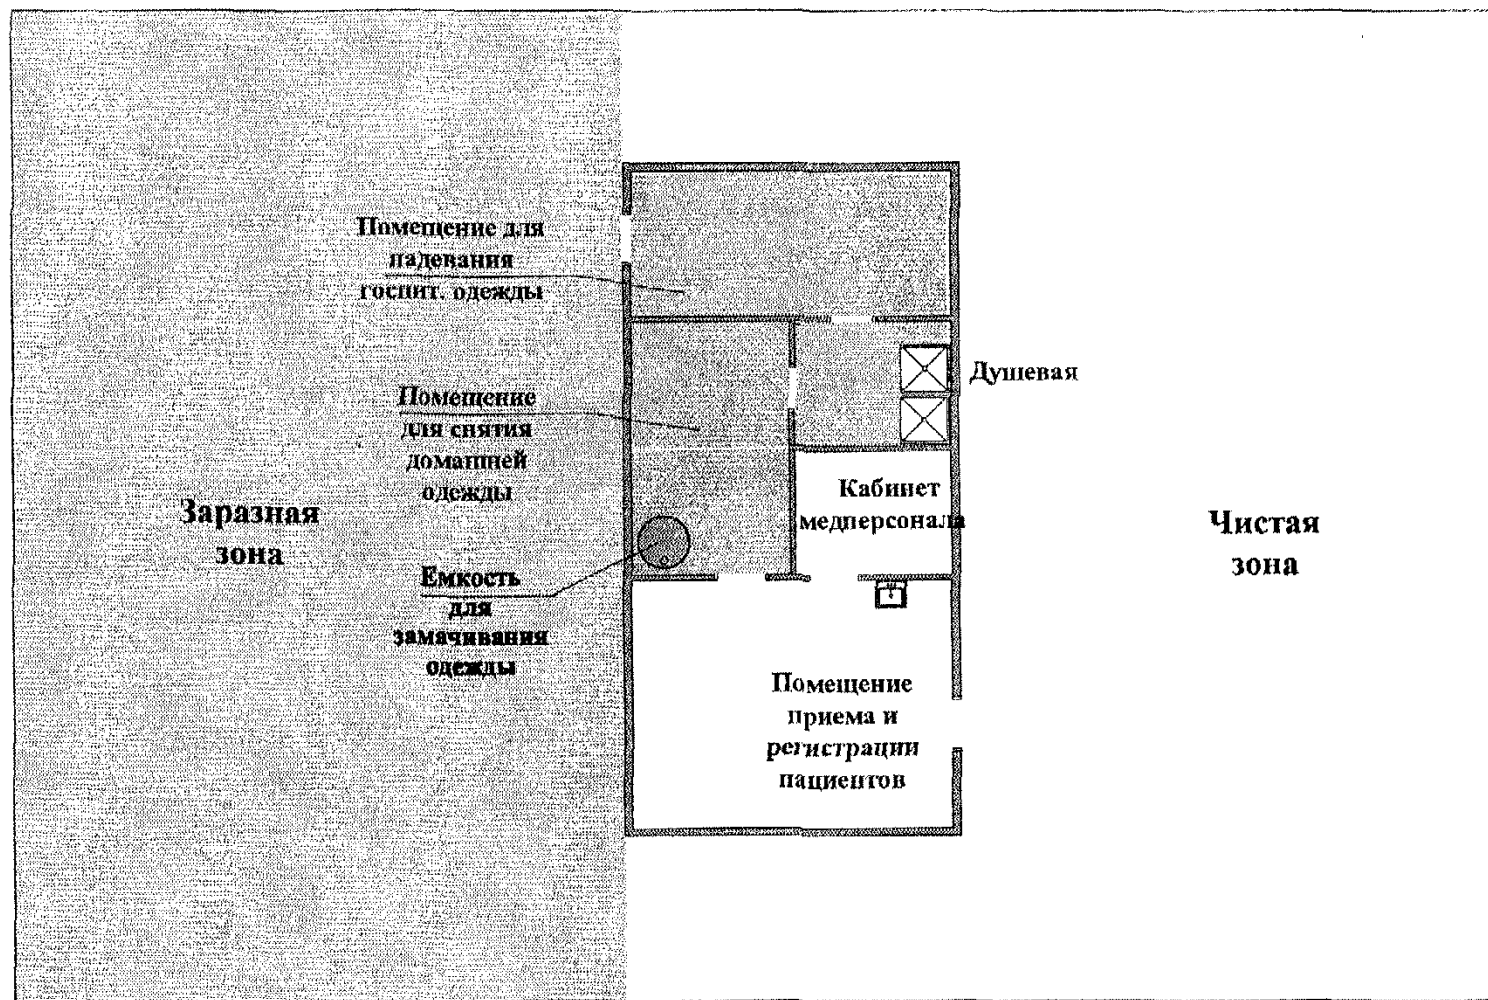 Помещение для
надевания
госпит. одежды
Душевая
Помещение
для снятия
домашней
одежды
Кабинет
медперсонала
Заразная
зона
Чистая
зона
Емкость
для
замачивания
одежды
Помещение
приема и
регистрации
пациентов